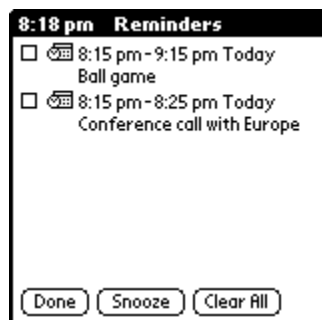 8:18 pm Reminders
8:15 pm-9:15 pm Today
Ball game
8:15 pm-8:25 pm Today
Conference call with Europe
Done Snooze Clear All